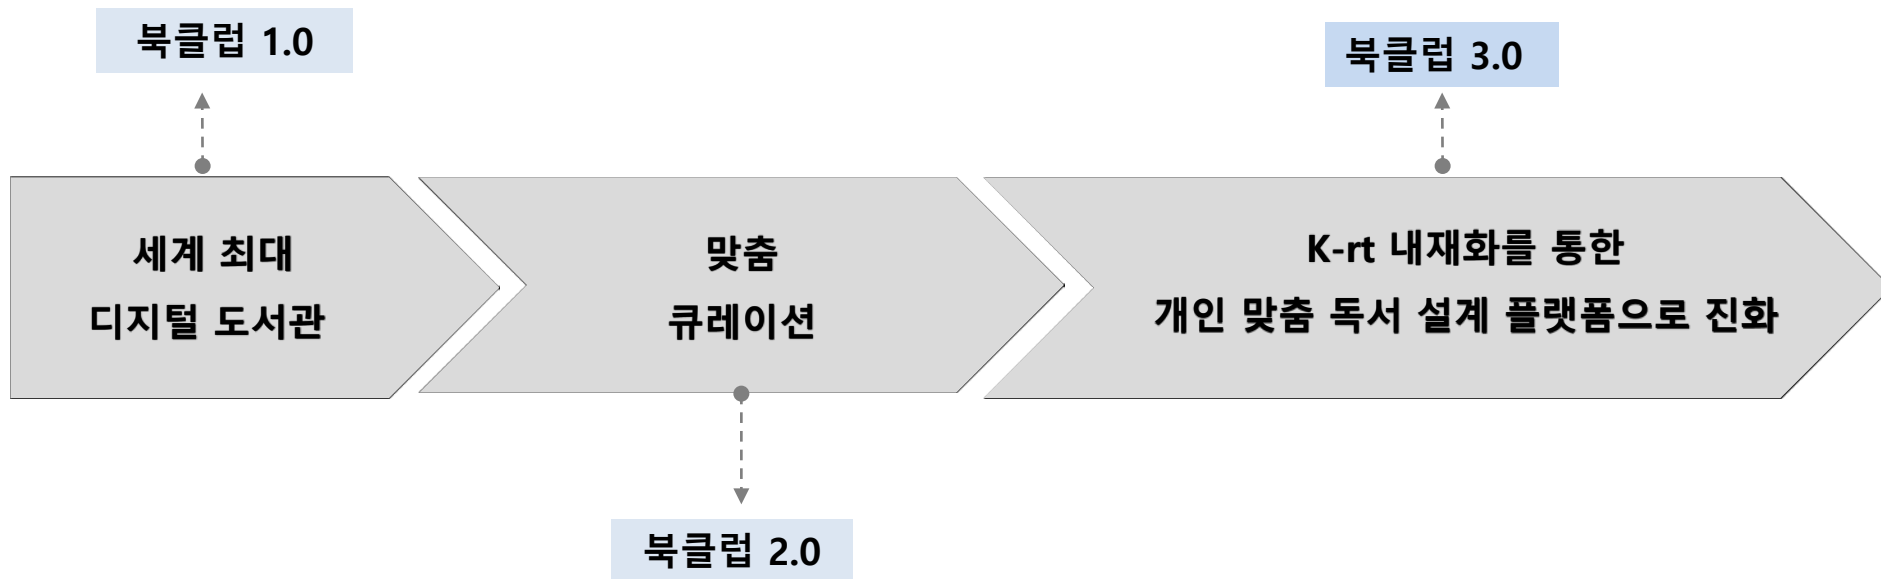 북클럽 1.0
북클럽 3.0
세계 최대
디지털 도서관
맞춤
큐레이션
K-rt 내재화를 통한
개인 맞춤 독서 설계 플랫폼으로 진화
북클럽 2.0